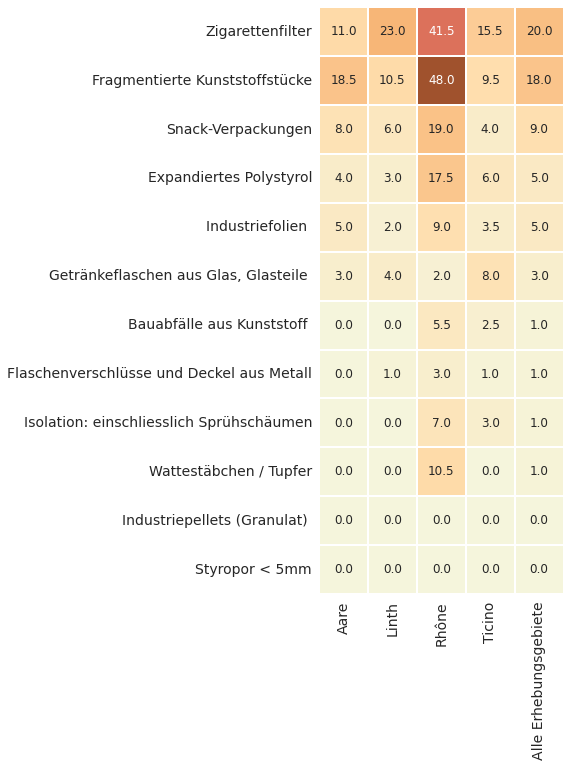 Zigarettenfilter 11.0 23.0 41.5 15.5 20.0
Fragmentierte Kunststoffstücke 18.5 10.5 48.0 9.5 18.0
Snack-Verpackungen 8.0 6.0 19.0 4.0 9.0
Expandiertes Polystyrol 4.0 3.0 17.5 6.0 5.0
Industriefolien 5.0 2.0 9.0 3.5 5.0
Getränkeflaschen aus Glas, Glasteile 3.0 4.0 2.0 8.0 3.0
Bauabfälle aus Kunststoff 0.0 0.0 5.5 2.5 1.0
Flaschenverschlüsse und Deckel aus Metall 0.0 1.0 3.0 1.0 1.0
Isolation: einschliesslich Sprühschäumen 0.0 0.0 7.0 3.0 1.0
Wattestäbchen / Tupfer 0.0 0.0 10.5 0.0 1.0
Industriepellets (Granulat) 0.0 0.0 0.0 0.0 0.0
Styropor < 5mm 0.0 0.0 0.0 0.0 0.0
Aare
Linth
Rhône
Ticino
Alle Erhebungsgebiete